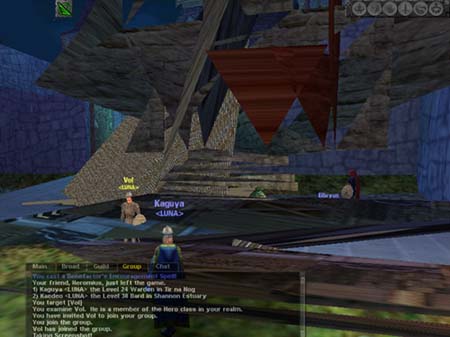 Vol
<LUNA>
Kaguya
<LUNA>
Main Broad Guild Group Chat
You cast a Benefactor's Encouragement Spell!
Your friend, Neromius, just left the game.
1) Kaguya <LUNA> the Level 24 Warden in Tir na Nog
2) Kandeo <LUNA> the Level 38 Bard in Shannon Estuary
You target [Vol]
You examine Vol. He is a member of the Hero class in your realm.
You have invited Vol to join your group.
You join the group.
Vol has joined the group.
Taking Screenshot!